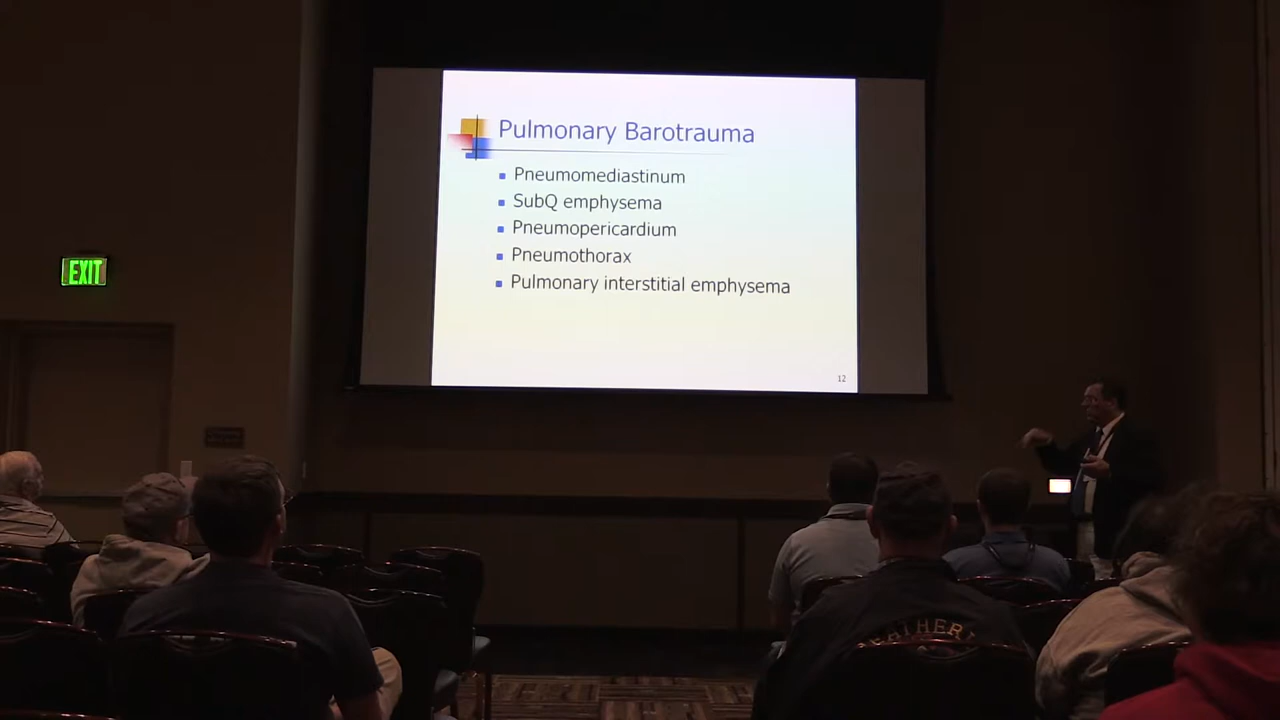 Pulmonary Barotrauma
Pneumomediastinum
SubQ emphysema
Pneumopericardium
Pneumothorax
Pulmonary interstitial emphysema
12
EXIT